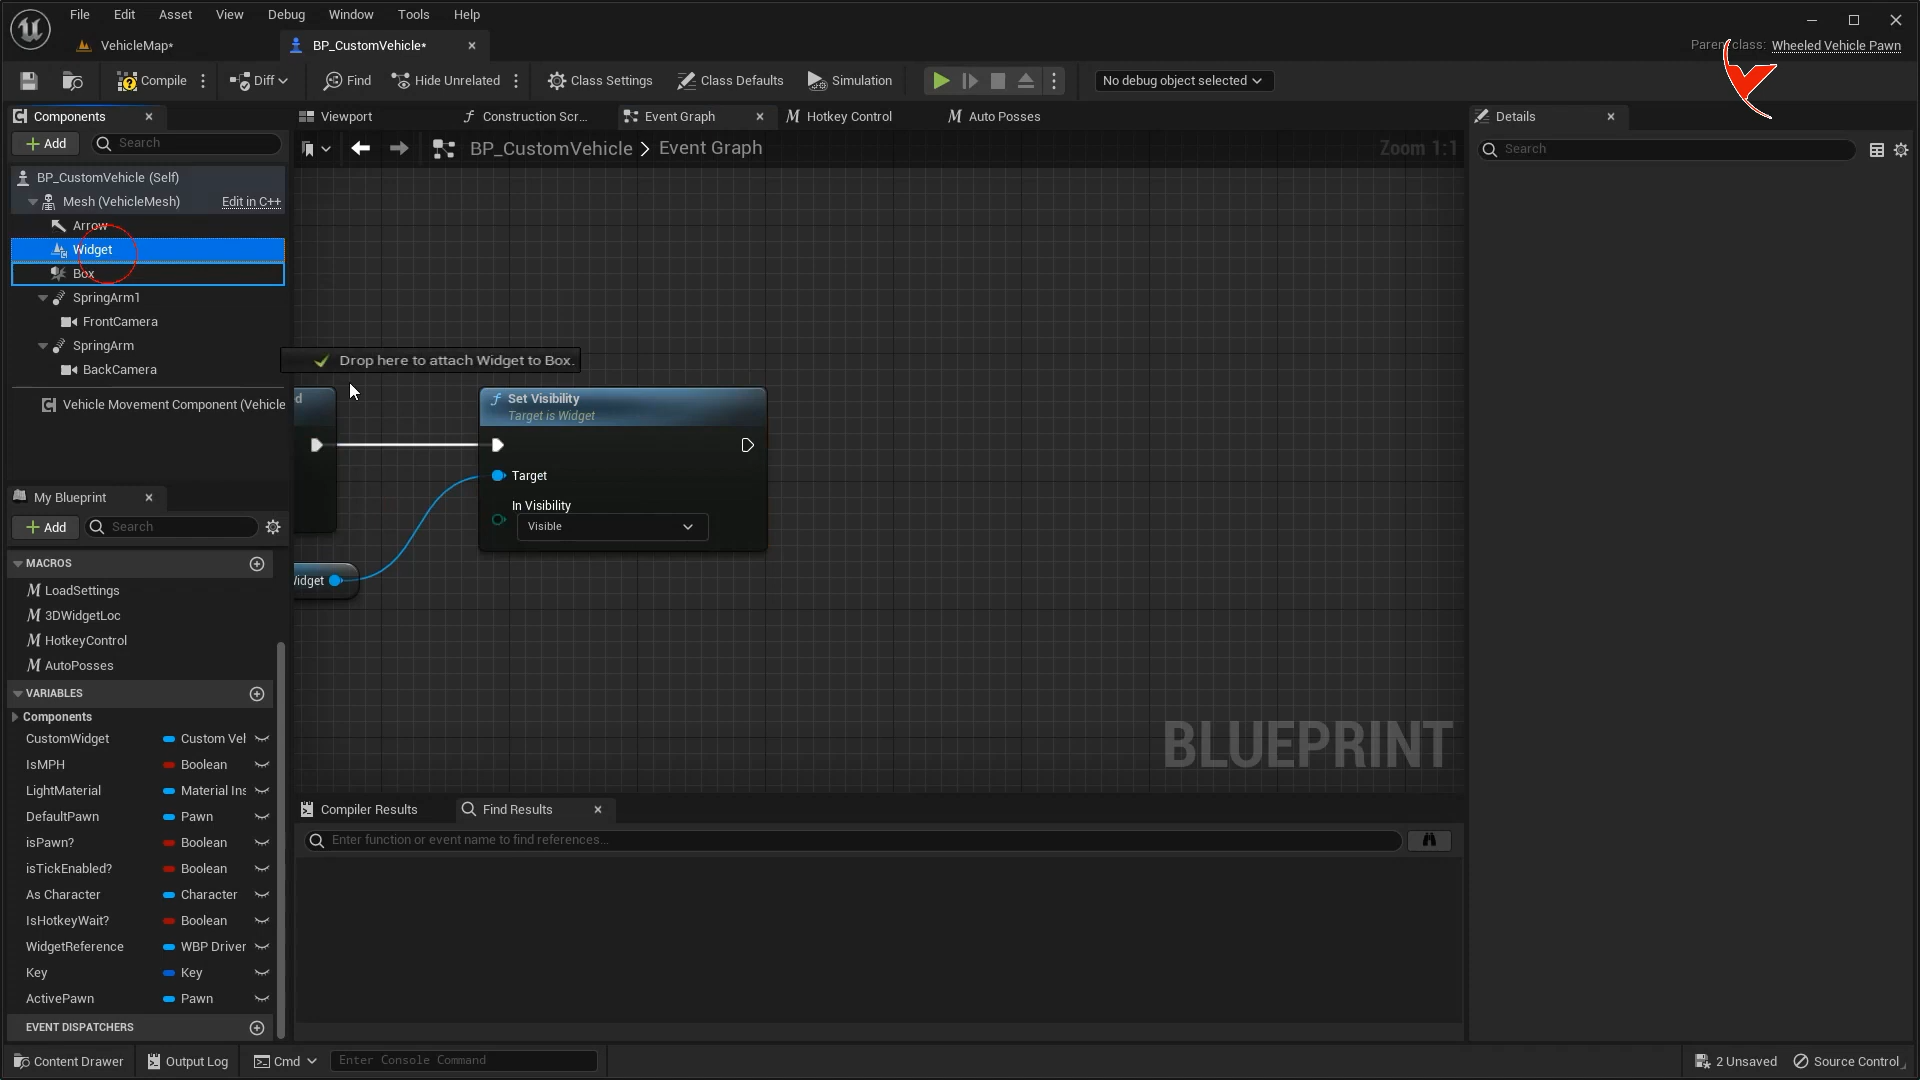 File Edit Asset View Debug Window Tools Help
VehicleMap* BP_CustomVehicle*
Parent class: Wheeled Vehicle Pawn
Compile Diff Find Hide Unrelated Class Settings Class Defaults Simulation No debug object selected
Components Viewport Construction Scr... Event Graph Hotkey Control Auto Posses Details
Add Search BP_CustomVehicle > Event Graph Zoom 1:1 Search
BP_CustomVehicle (Self)
Mesh (VehicleMesh) Edit in C++
Arrow
Widget
Box
SpringArm1
FrontCamera
SpringArm
Drop here to attach Widget to Box.
BackCamera
Vehicle Movement Component (Vehicle
d
Set Visibility
Target is Widget
Target
In Visibility
Visible
Widget
My Blueprint
Add Search
MACROS
LoadSettings
3DWidgetLoc
HotkeyControl
AutoPosses
VARIABLES
Components
CustomWidget Custom Vel
IsMPH Boolean
LightMaterial Material Ins
DefaultPawn Pawn
isPawn? Boolean
isTickEnabled? Boolean
As Character Character
IsHotkeyWait? Boolean
WidgetReference WBP Driver
Key Key
ActivePawn Pawn
EVENT DISPATCHERS
BLUEPRINT
Compiler Results Find Results
Enter function or event name to find references...
Content Drawer Output Log Cmd Enter Console Command 2 Unsaved Source Control